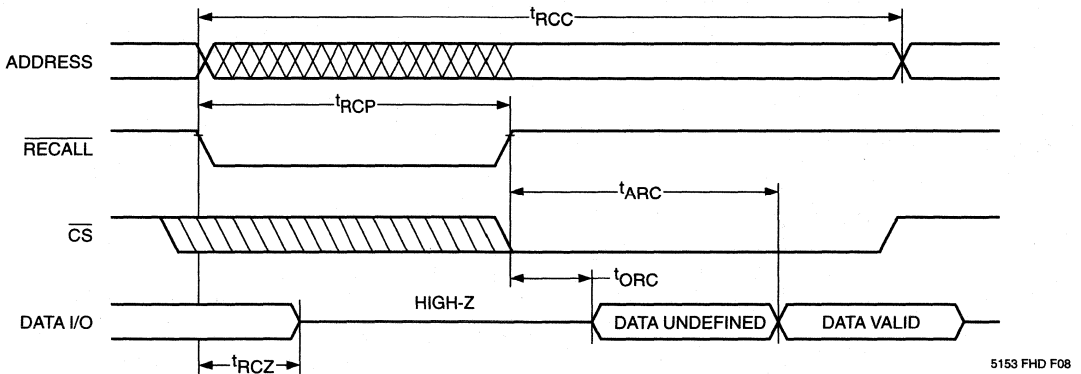 tRCC
ADDRESS
tRCP
RECALL
tARC
CS
tORC
HIGH-Z
DATA I/O
DATA UNDEFINED
DATA VALID
tRCZ
5153 FHD F08